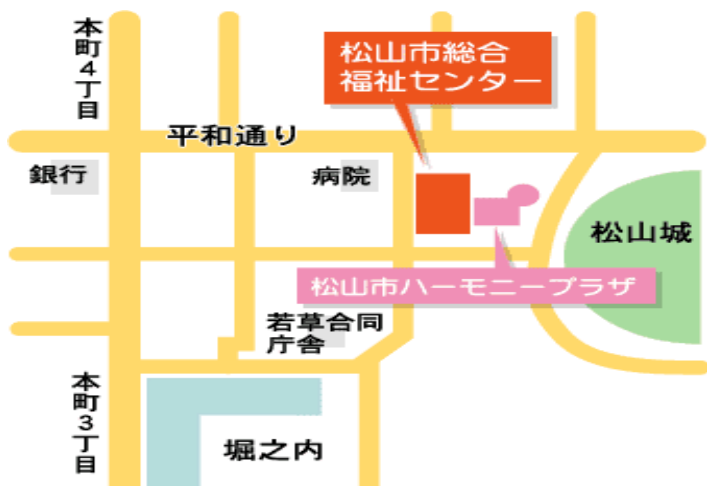 本町4丁目
松山市総合
福祉センター
平和通り
銀行
病院
松山城
松山市ハーモニープラザ
若草合同
庁舎
本町3丁目
堀之内